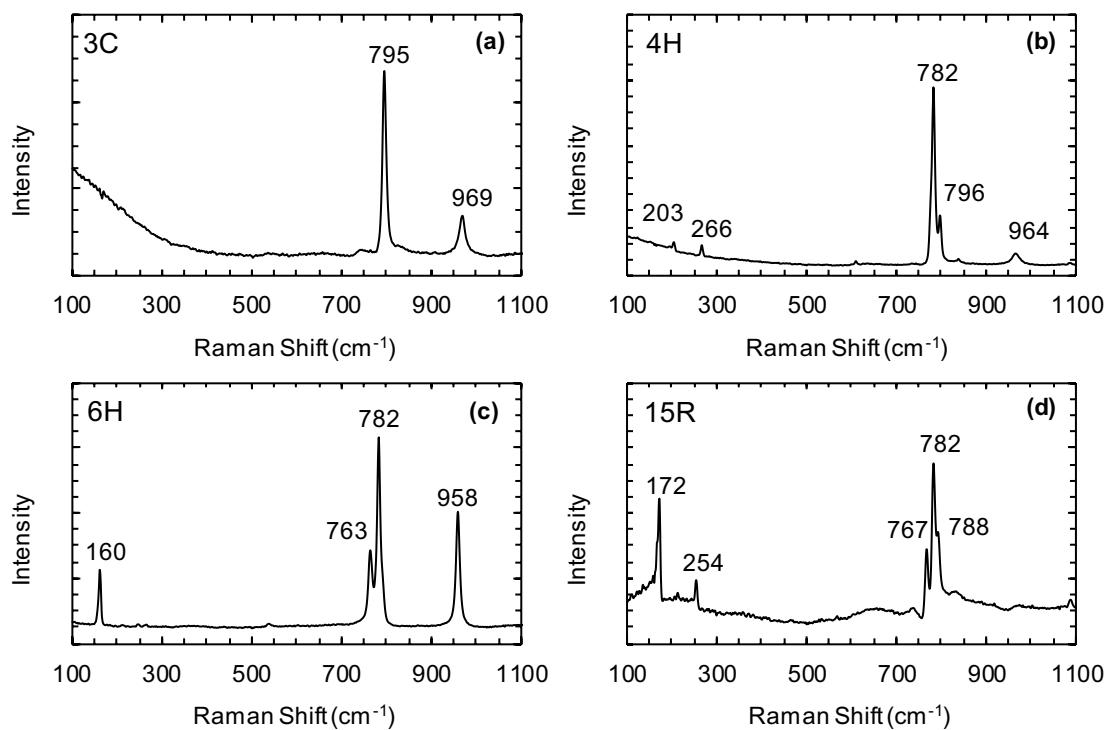 3C
(a)
795
969
Intensity
100 300 500 700 900 1100
Raman Shift (cm⁻¹)
4H
(b)
782
796
203
266
964
Intensity
100 300 500 700 900 1100
Raman Shift (cm⁻¹)
6H
(c)
782
958
763
160
Intensity
100 300 500 700 900 1100
Raman Shift (cm⁻¹)
15R
(d)
782
172
767
788
254
Intensity
100 300 500 700 900 1100
Raman Shift (cm⁻¹)